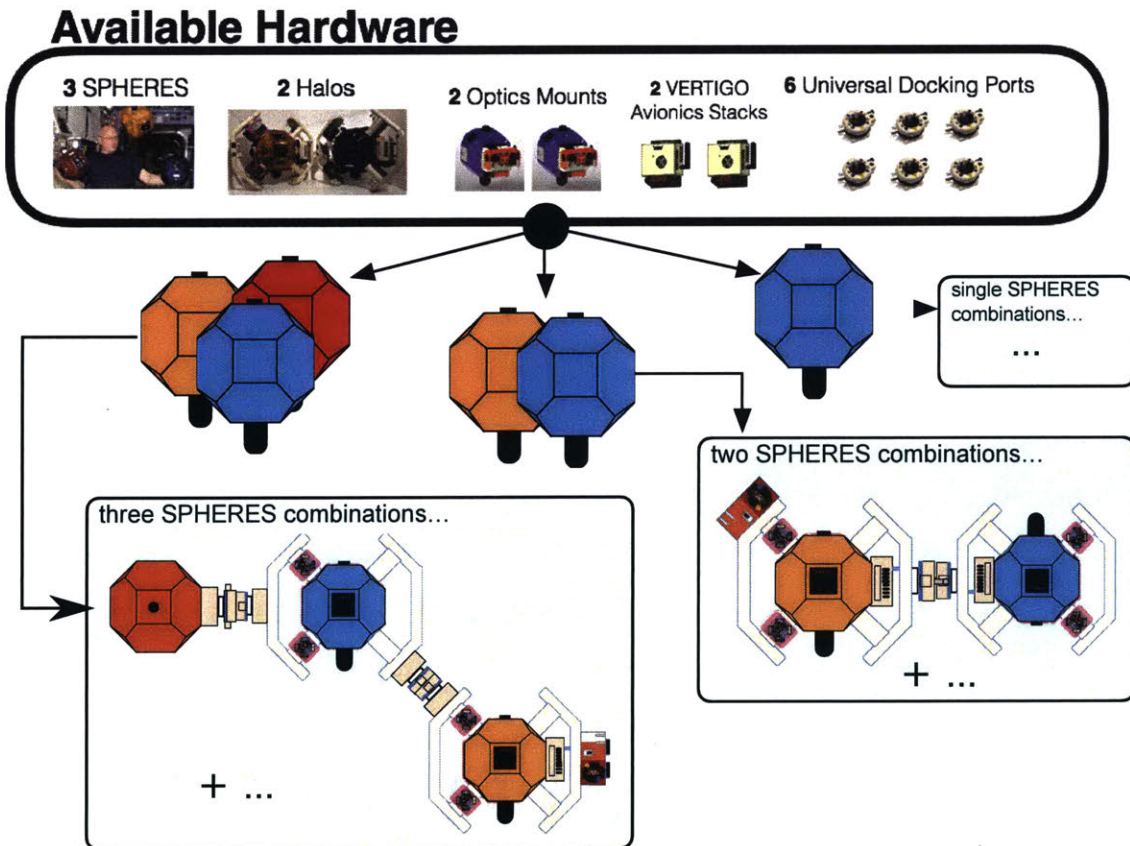 Available Hardware
3 SPHERES
2 Halos
2 Optics Mounts
2 VERTIGO
Avionics Stacks
6 Universal Docking Ports
single SPHERES
combinations...
...
two SPHERES combinations...
+ ...
three SPHERES combinations...
+ ...